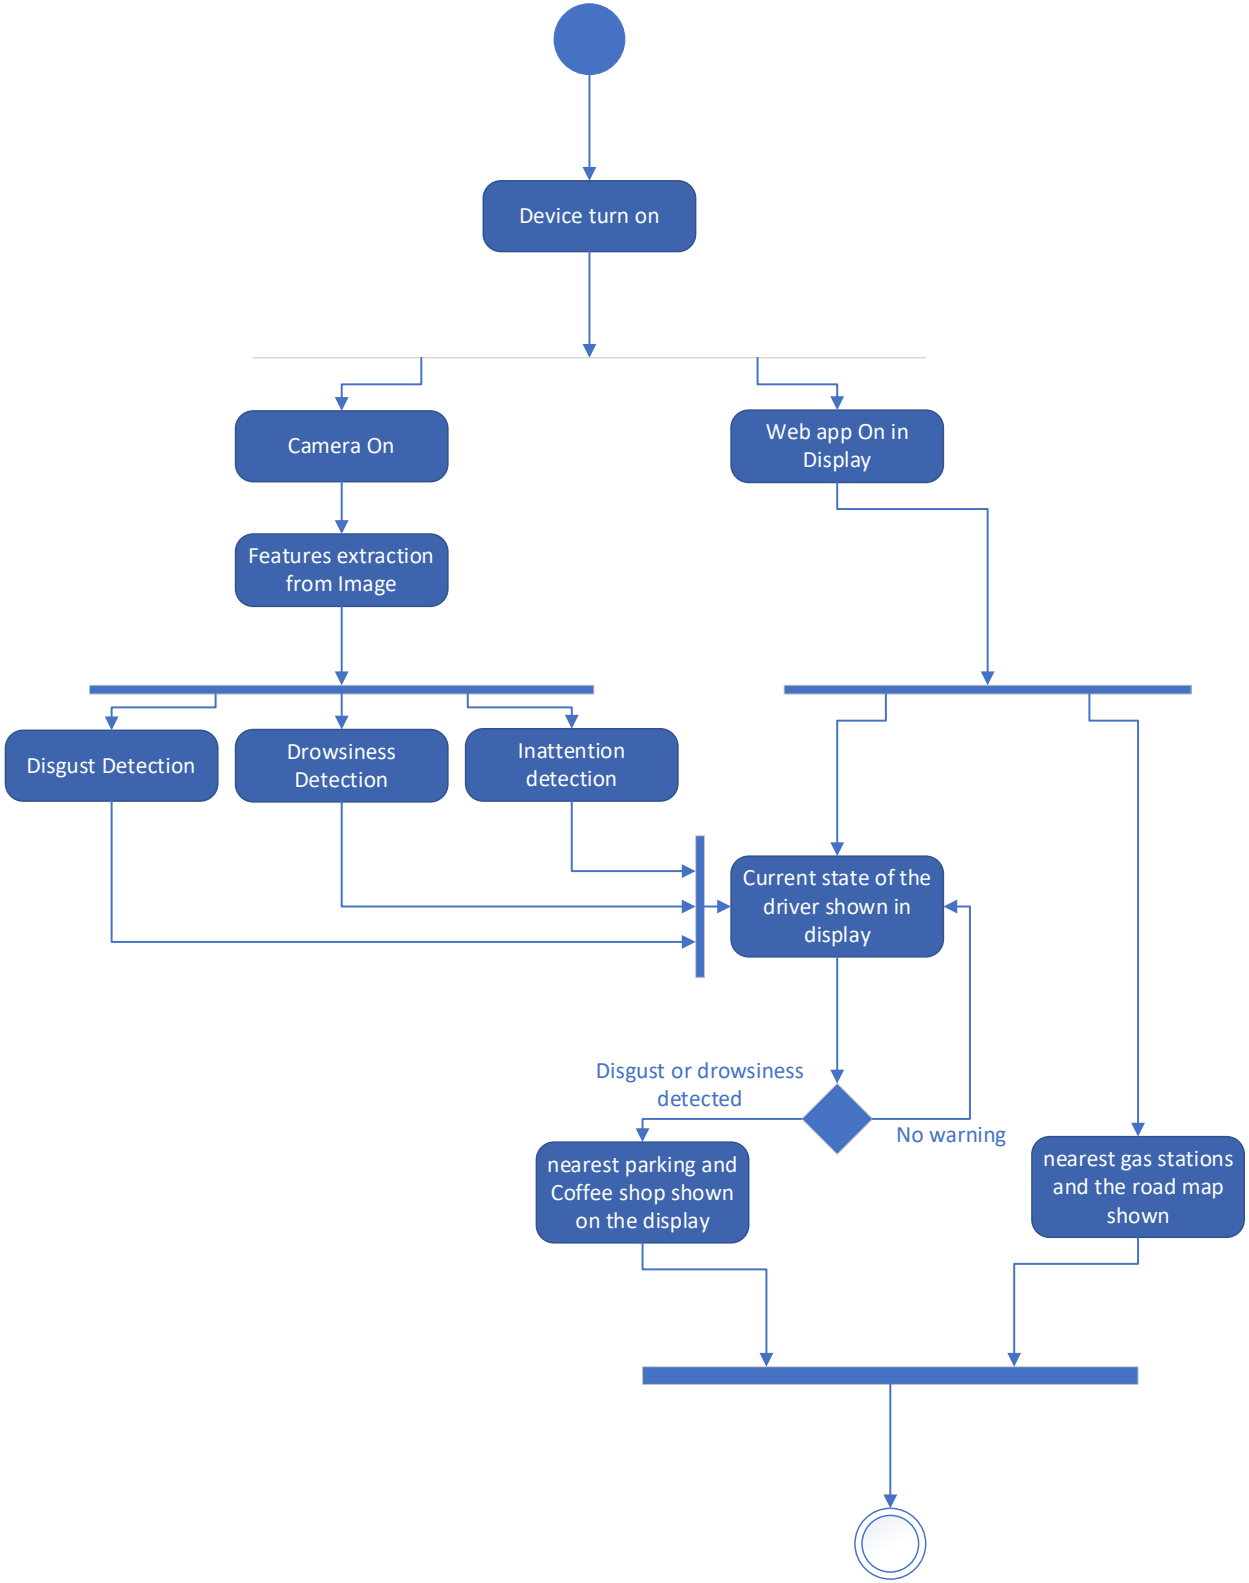 Device turn on
Camera On
Web app On in
Display
Features extraction
from Image
Disgust Detection
Drowsiness
Detection
Inattention
detection
Current state of the
driver shown in
display
Disgust or drowsiness
detected
No warning
nearest parking and
Coffee shop shown
on the display
nearest gas stations
and the road map
shown